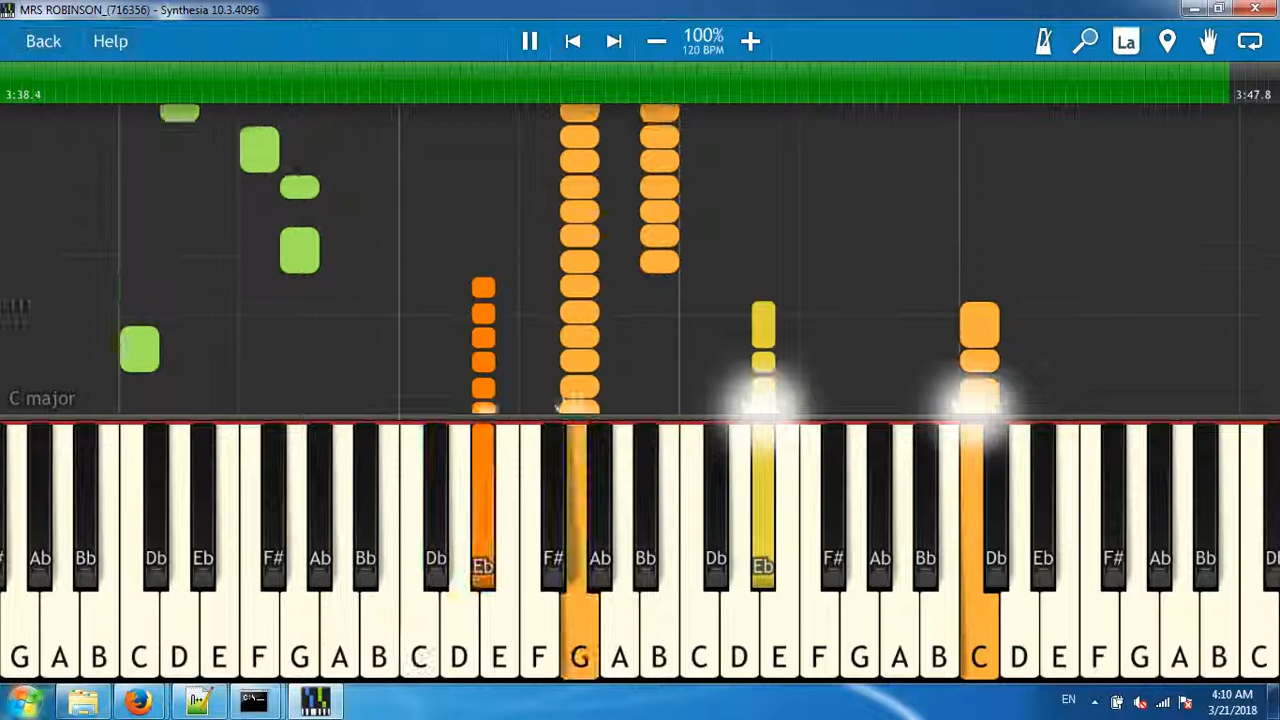 MRS ROBINSON_(716356) - Synthesia 10.3.4096
Back Help 100% La
120 BPM
3:38.4 3:47.8
C major
Ab Bb Db Eb F# Ab Bb Db Eb F# Ab Bb Db Eb F# Ab Bb Db Eb F# Ab Bb
G A B C D E F G A B C D E F G A B C D E F G A B C D E F G A B C
EN 4:10 AM
3/21/2018